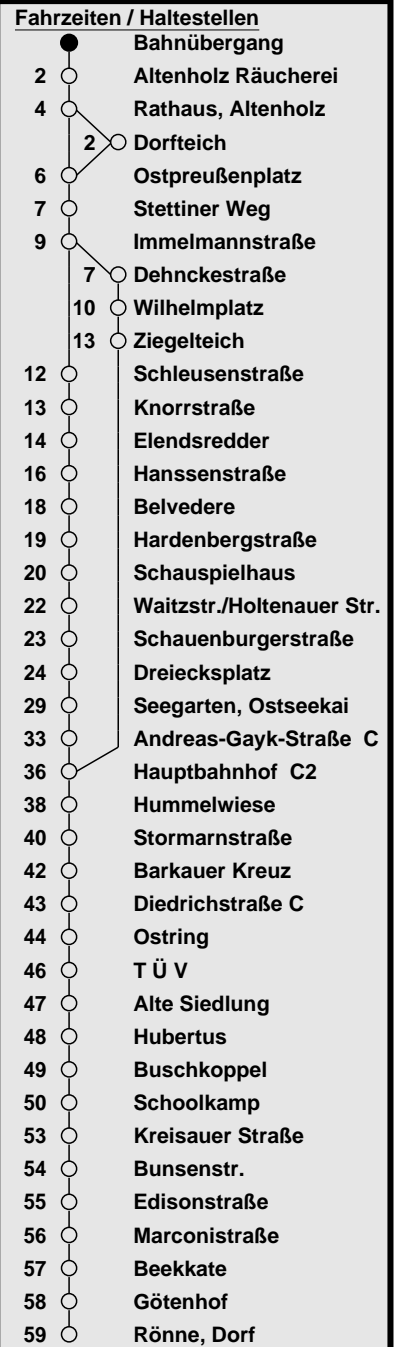 Fahrzeiten / Haltestellen
Bahnübergang
2 Altenholz Räucherei
4 Rathaus, Altenholz
2 Dorfteich
6 Ostpreußenplatz
7 Stettiner Weg
9 Immelmannstraße
7 Dehnckestraße
10 Wilhelmplatz
13 Ziegelteich
12 Schleusenstraße
13 Knorrstraße
14 Elendsredder
16 Hanssenstraße
18 Belvedere
19 Hardenbergstraße
20 Schauspielhaus
22 Waitzstr./Holtenauer Str.
23 Schauenburgerstraße
24 Dreiecksplatz
29 Seegarten, Ostseekai
33 Andreas-Gayk-Straße C
36 Hauptbahnhof C2
38 Hummelwiese
40 Stormarnstraße
42 Barkauer Kreuz
43 Diedrichstraße C
44 Ostring
46 T Ü V
47 Alte Siedlung
48 Hubertus
49 Buschkoppel
50 Schoolkamp
53 Kreisauer Straße
54 Bunsenstr.
55 Edisonstraße
56 Marconistraße
57 Beekkate
58 Götenhof
59 Rönne, Dorf